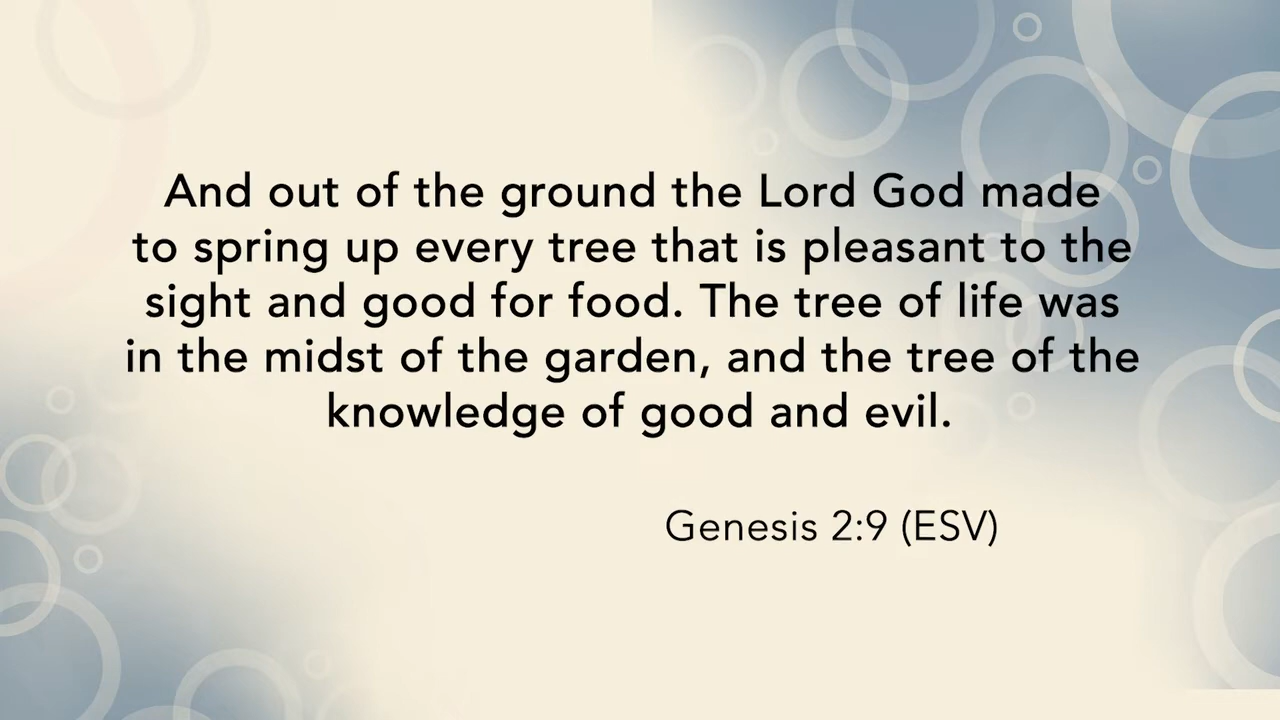 And out of the ground the Lord God made
to spring up every tree that is pleasant to the
sight and good for food. The tree of life was
in the midst of the garden, and the tree of the
knowledge of good and evil.
Genesis 2:9 (ESV)